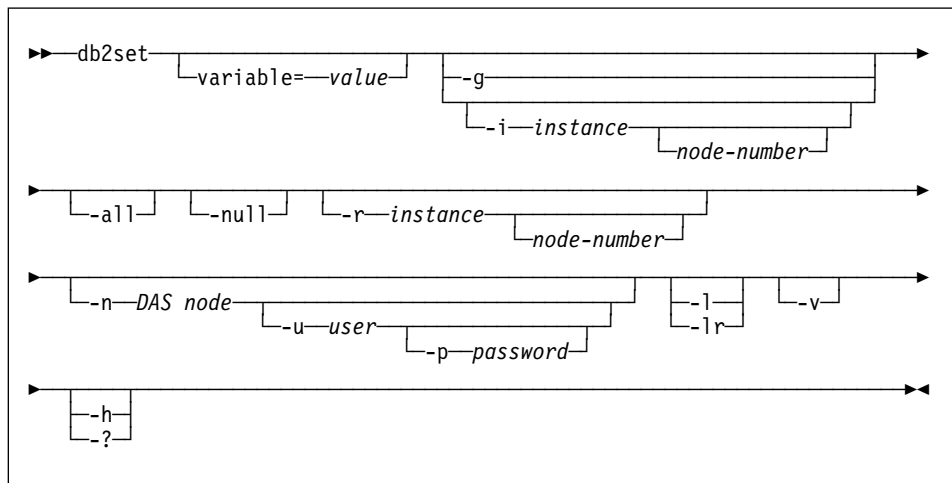 db2set variable= value -g
-i instance node-number
-all -null -r instance node-number
-n DAS node -u user -p password -l -lr -v
-h
-?